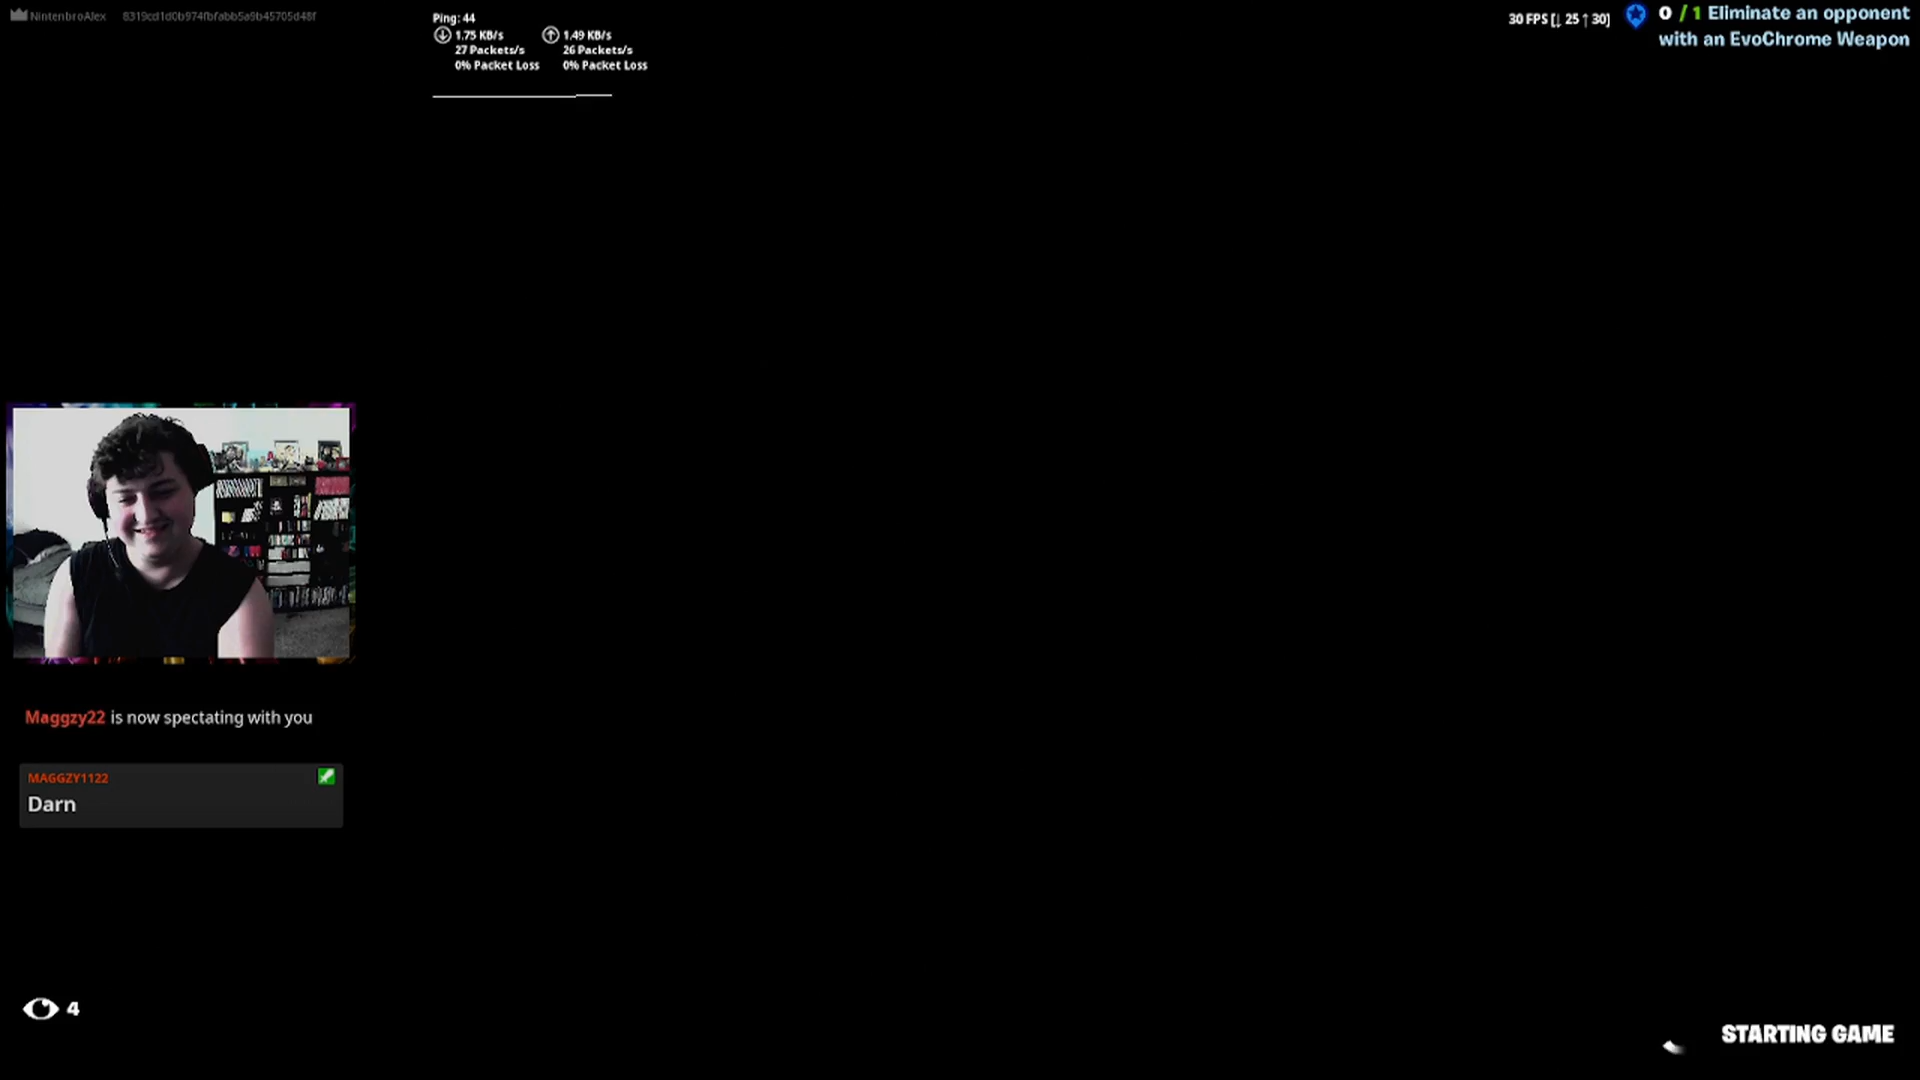 NintenbroAlex 8319cd1d0b974fbfabb5a9b45705d48f
Ping: 44
1.75 KB/s 1.49 KB/s
27 Packets/s 26 Packets/s
0% Packet Loss 0% Packet Loss
30 FPS [↓ 25 ↑ 30]
0 / 1 Eliminate an opponent
with an EvoChrome Weapon
Maggzy22 is now spectating with you
MAGGZY1122
Darn
4
STARTING GAME